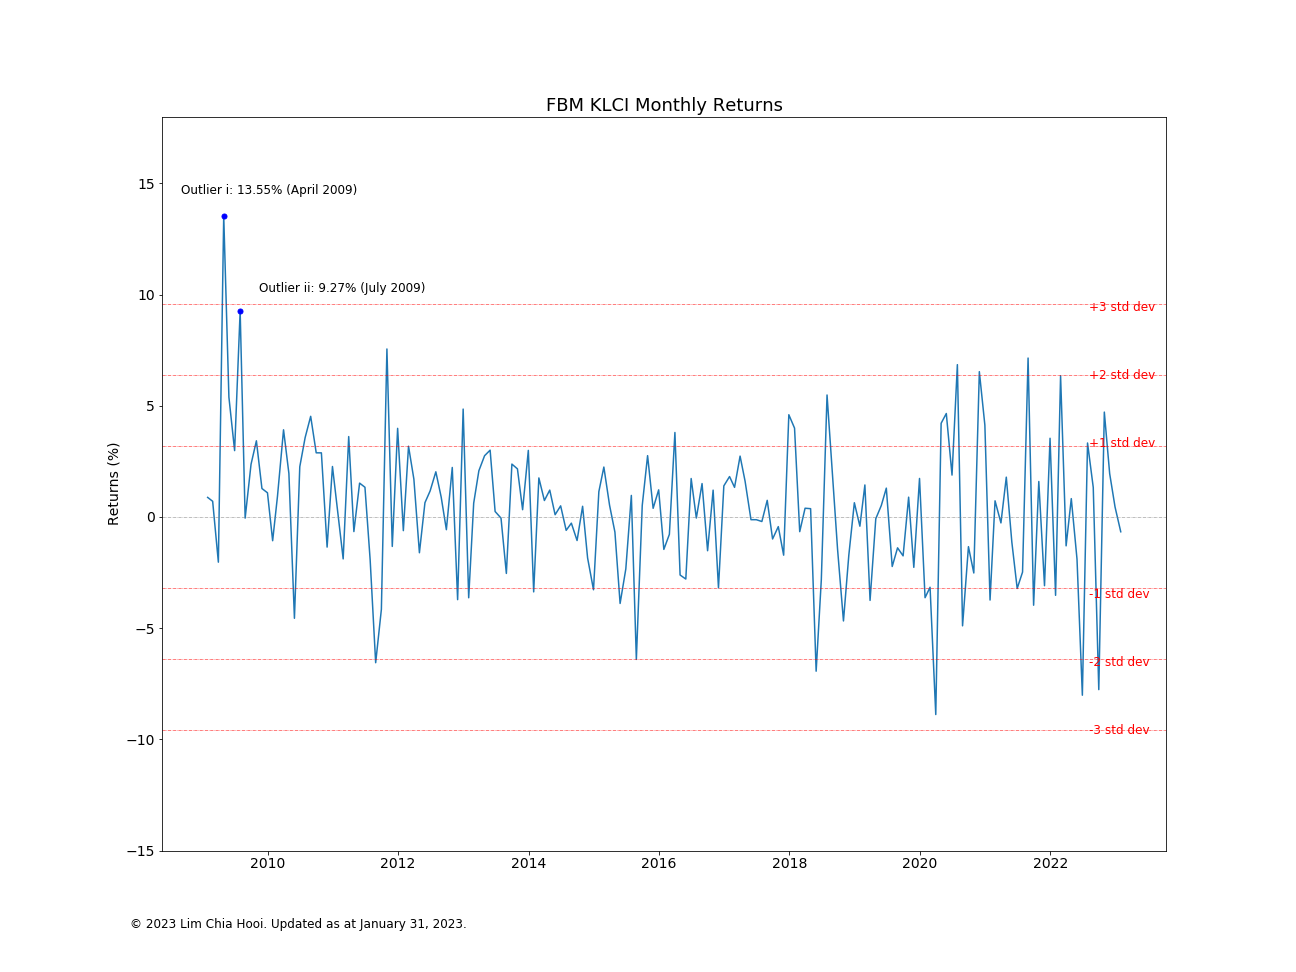 FBM KLCI Monthly Returns
15
Outlier i: 13.55% (April 2009)
Outlier ii: 9.27% (July 2009)
10
+3 std dev
+2 std dev
5
+1 std dev
Returns (%)
0
-1 std dev
−5
-2 std dev
-3 std dev
−10
−15
2010 2012 2014 2016 2018 2020 2022
© 2023 Lim Chia Hooi. Updated as at January 31, 2023.